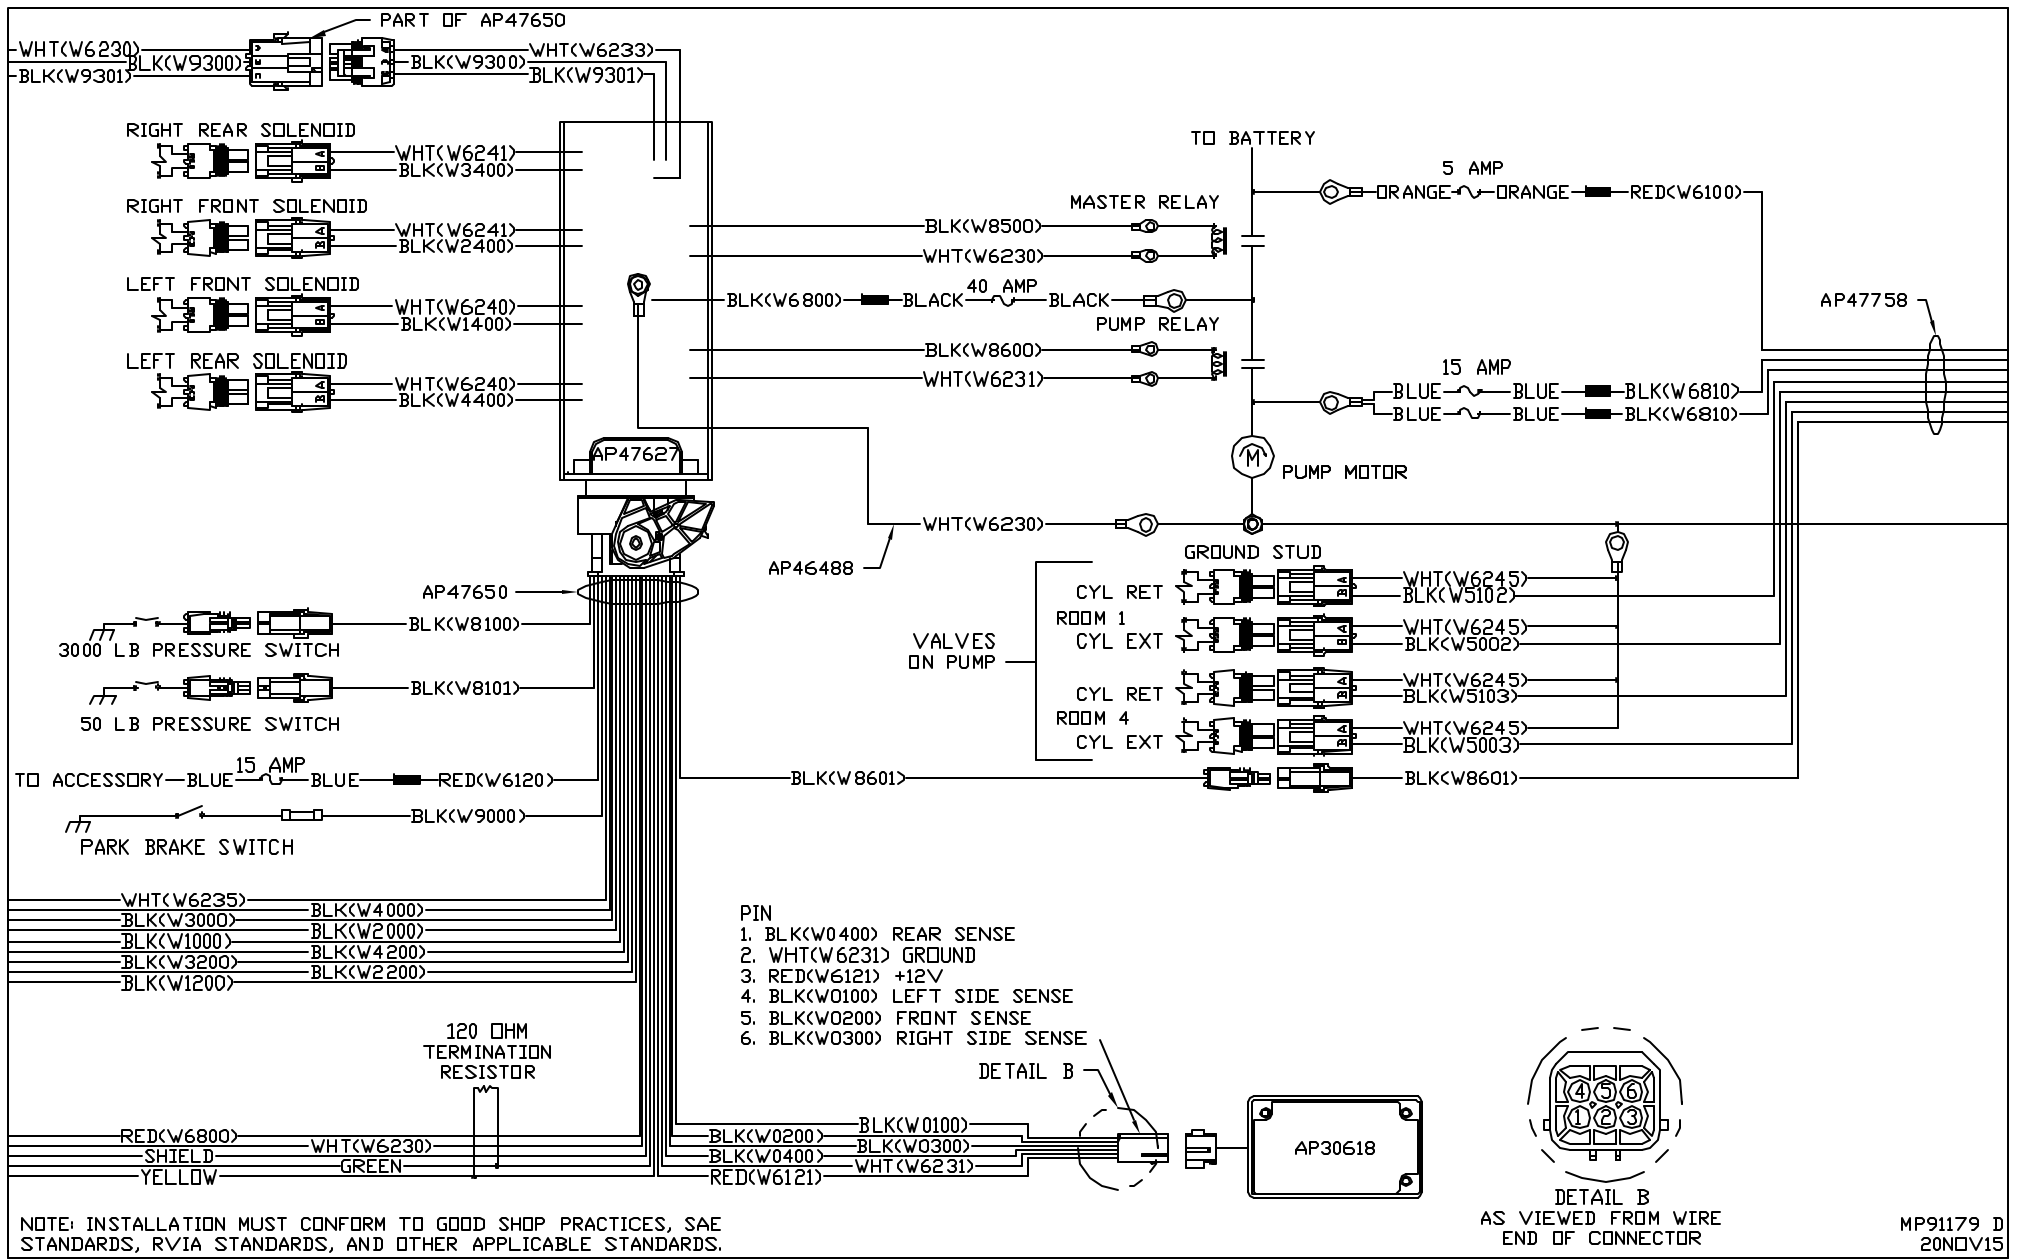 PART OF AP47650
WHT(W6230)
BLK(W9300)
BLK(W9301)
WHT(W6233)
BLK(W9300)
BLK(W9301)
RIGHT REAR SOLENOID
WHT(W6241)
BLK(W3400)
RIGHT FRONT SOLENOID
WHT(W6241)
BLK(W2400)
LEFT FRONT SOLENOID
WHT(W6240)
BLK(W1400)
LEFT REAR SOLENOID
WHT(W6240)
BLK(W4400)
A
B
A
B
A
B
A
B
AP47627
TO BATTERY
5 AMP
ORANGE
ORANGE
RED(W6100)
MASTER RELAY
BLK(W8500)
WHT(W6230)
40 AMP
BLK(W6800)
BLACK
BLACK
PUMP RELAY
BLK(W8600)
WHT(W6231)
AP47758
15 AMP
BLUE
BLUE
BLK(W6810)
BLUE
BLUE
BLK(W6810)
M
PUMP MOTOR
WHT(W6230)
AP46488
GROUND STUD
VALVES
ON PUMP
CYL RET
ROOM 1
CYL EXT
CYL RET
ROOM 4
CYL EXT
A
B
A
B
A
B
A
B
WHT(W6245)
BLK(W5102)
WHT(W6245)
BLK(W5002)
WHT(W6245)
BLK(W5103)
WHT(W6245)
BLK(W5003)
BLK(W8601)
BLK(W8601)
AP47650
BLK(W8100)
3000 LB PRESSURE SWITCH
BLK(W8101)
50 LB PRESSURE SWITCH
15 AMP
TO ACCESSORY
BLUE
BLUE
RED(W6120)
BLK(W9000)
PARK BRAKE SWITCH
WHT(W6235)
BLK(W4000)
BLK(W3000)
BLK(W2000)
BLK(W1000)
BLK(W4200)
BLK(W3200)
BLK(W2200)
BLK(W1200)
PIN
1. BLK(W0400) REAR SENSE
2. WHT(W6231) GROUND
3. RED(W6121) +12V
4. BLK(W0100) LEFT SIDE SENSE
5. BLK(W0200) FRONT SENSE
6. BLK(W0300) RIGHT SIDE SENSE
DETAIL B
120 OHM
TERMINATION
RESISTOR
RED(W6800)
WHT(W6230)
SHIELD
GREEN
YELLOW
BLK(W0100)
BLK(W0200)
BLK(W0300)
BLK(W0400)
WHT(W6231)
RED(W6121)
AP30618
4 5 6
1 2 3
DETAIL B
AS VIEWED FROM WIRE
END OF CONNECTOR
NOTE: INSTALLATION MUST CONFORM TO GOOD SHOP PRACTICES, SAE
STANDARDS, RVIA STANDARDS, AND OTHER APPLICABLE STANDARDS.
MP91179 D
20NOV15